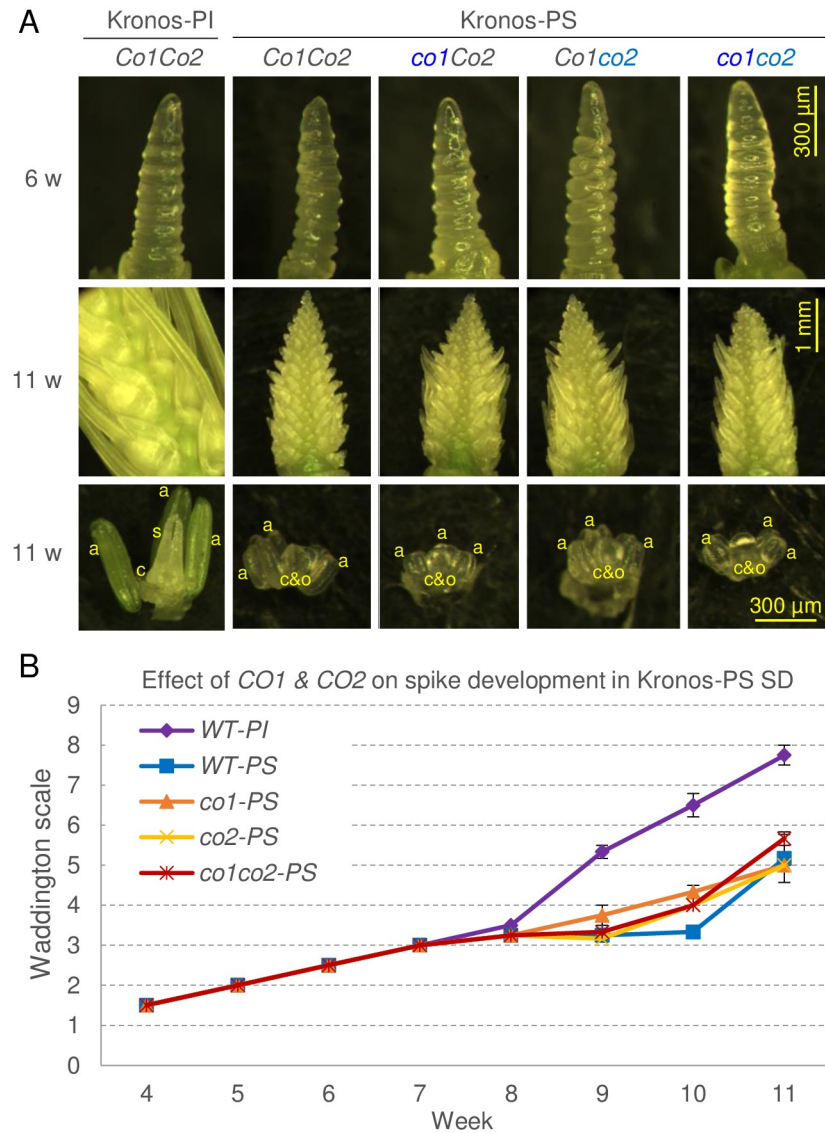 A
Kronos-PI
Kronos-PS
Co1Co2
Co1Co2
co1Co2
Co1co2
co1co2
6 w
300 µm
11 w
1 mm
11 w
a
a
s
a
c
a
a
a
c&o
a
a
a
c&o
a
a
a
c&o
a
a
a
c&o
300 µm
B
Effect of CO1 & CO2 on spike development in Kronos-PS SD
9
8
7
6
5
4
3
2
1
0
Waddington scale
WT-PI
WT-PS
co1-PS
co2-PS
co1co2-PS
4 5 6 7 8 9 10 11
Week